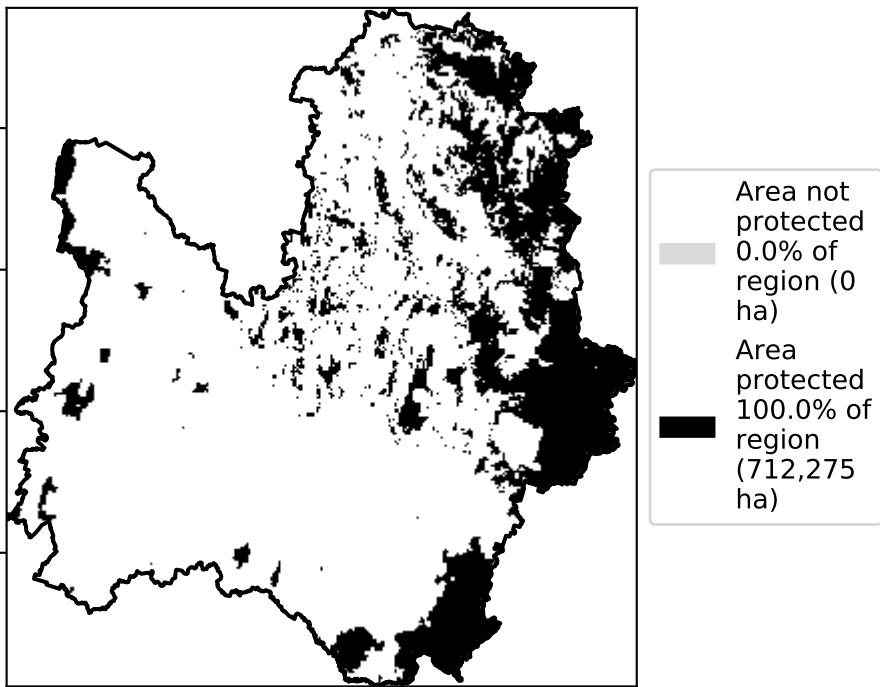 Area not
protected
0.0% of
region (0
ha)
Area
protected
100.0% of
region
(712,275
ha)